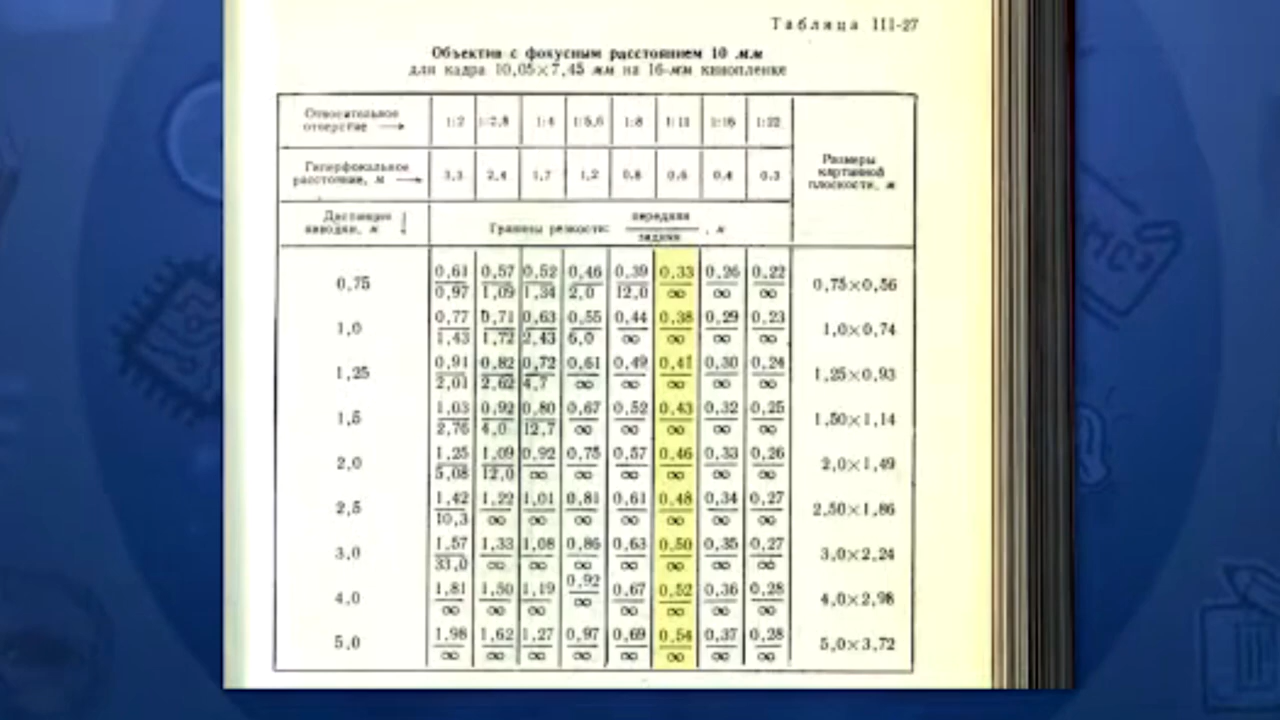 Таблица III-27
Объектив с фокусным расстоянием 10 мм
для кадра 10,05×7,45 мм на 16-мм кинопленке
Относительное отверстие → 1:2 1:2,8 1:4 1:5,6 1:8 1:11 1:16 1:22
Гиперфокальное расстояние, м → 3,3 2,4 1,7 1,2 0,8 0,6 0,4 0,3
Размеры картинной плоскости, м
Дистанция наводки, м ↓
Границы резкости: передняя / задняя, м
0,75 0,61 0,57 0,52 0,46 0,39 0,33 0,26 0,22 0,75×0,56
0,97 1,09 1,34 2,0 12,0 ∞ ∞ ∞
1,0 0,77 0,71 0,63 0,55 0,44 0,38 0,29 0,23 1,0×0,74
1,43 1,72 2,43 6,0 ∞ ∞ ∞ ∞
1,25 0,91 0,82 0,72 0,61 0,49 0,41 0,30 0,24 1,25×0,93
2,01 2,62 4,7 ∞ ∞ ∞ ∞ ∞
1,5 1,03 0,92 0,80 0,67 0,52 0,43 0,32 0,25 1,50×1,14
2,76 4,0 12,7 ∞ ∞ ∞ ∞ ∞
2,0 1,25 1,09 0,92 0,75 0,57 0,46 0,33 0,26 2,0×1,49
5,08 12,0 ∞ ∞ ∞ ∞ ∞ ∞
2,5 1,42 1,22 1,01 0,81 0,61 0,48 0,34 0,27 2,50×1,86
10,3 ∞ ∞ ∞ ∞ ∞ ∞ ∞
3,0 1,57 1,33 1,08 0,86 0,63 0,50 0,35 0,27 3,0×2,24
33,0 ∞ ∞ ∞ ∞ ∞ ∞ ∞
4,0 1,81 1,50 1,19 0,92 0,67 0,52 0,36 0,28 4,0×2,98
∞ ∞ ∞ ∞ ∞ ∞ ∞ ∞
5,0 1,98 1,62 1,27 0,97 0,69 0,54 0,37 0,28 5,0×3,72
∞ ∞ ∞ ∞ ∞ ∞ ∞ ∞